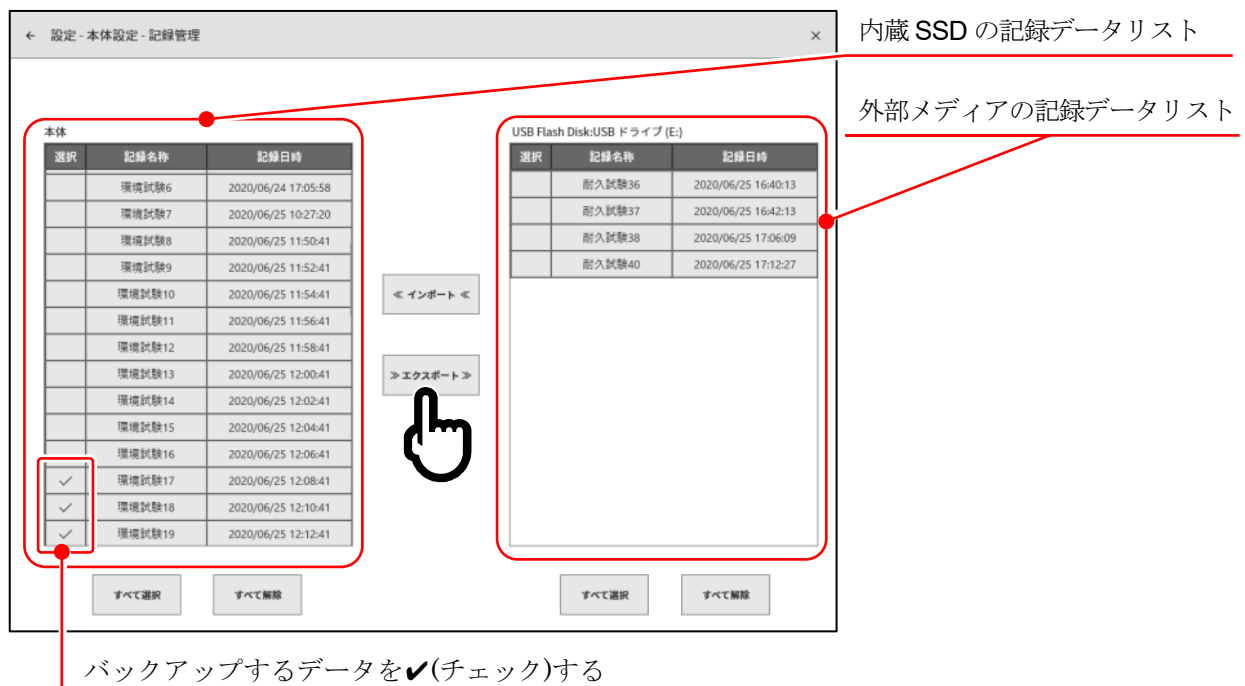 ← 設定 - 本体設定 - 記録管理 ×
内蔵 SSD の記録データリスト
外部メディアの記録データリスト
本体
選択 記録名称 記録日時
環境試験6 2020/06/24 17:05:58
環境試験7 2020/06/25 10:27:20
環境試験8 2020/06/25 11:50:41
環境試験9 2020/06/25 11:52:41
環境試験10 2020/06/25 11:54:41
環境試験11 2020/06/25 11:56:41
環境試験12 2020/06/25 11:58:41
環境試験13 2020/06/25 12:00:41
環境試験14 2020/06/25 12:02:41
環境試験15 2020/06/25 12:04:41
環境試験16 2020/06/25 12:06:41
✓ 環境試験17 2020/06/25 12:08:41
✓ 環境試験18 2020/06/25 12:10:41
✓ 環境試験19 2020/06/25 12:12:41
すべて選択 すべて解除
≪ インポート ≪
≫ エクスポート ≫
USB Flash Disk:USB ドライブ (E:)
選択 記録名称 記録日時
耐久試験36 2020/06/25 16:40:13
耐久試験37 2020/06/25 16:42:13
耐久試験38 2020/06/25 17:06:09
耐久試験40 2020/06/25 17:12:27
すべて選択 すべて解除
バックアップするデータを✔(チェック)する